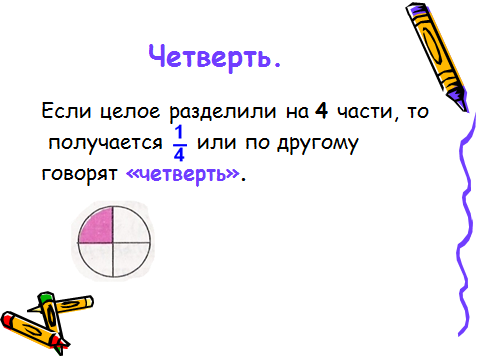 Четверть.
Если целое разделили на 4 части, то
получается 1/4 или по другому
говорят «четверть».